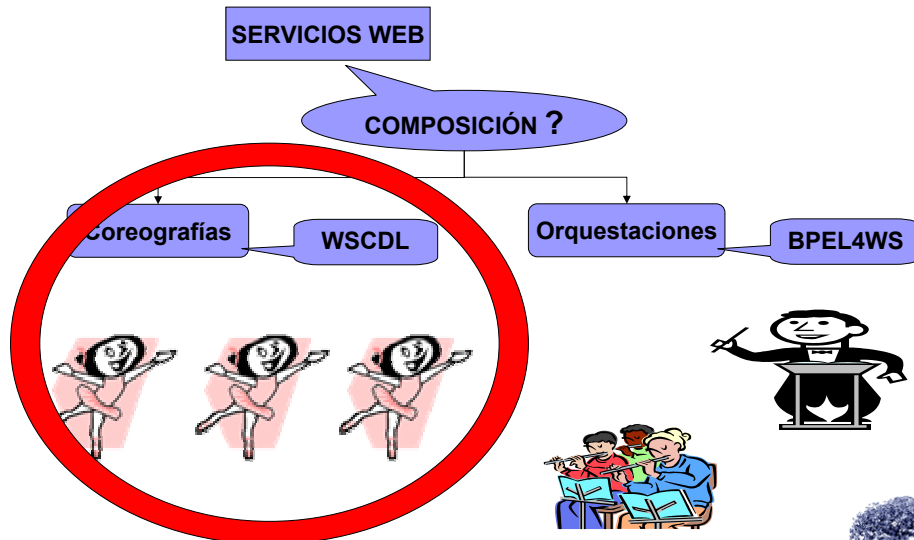 SERVICIOS WEB
COMPOSICIÓN ?
Coreografías
WSCDL
Orquestaciones
BPEL4WS